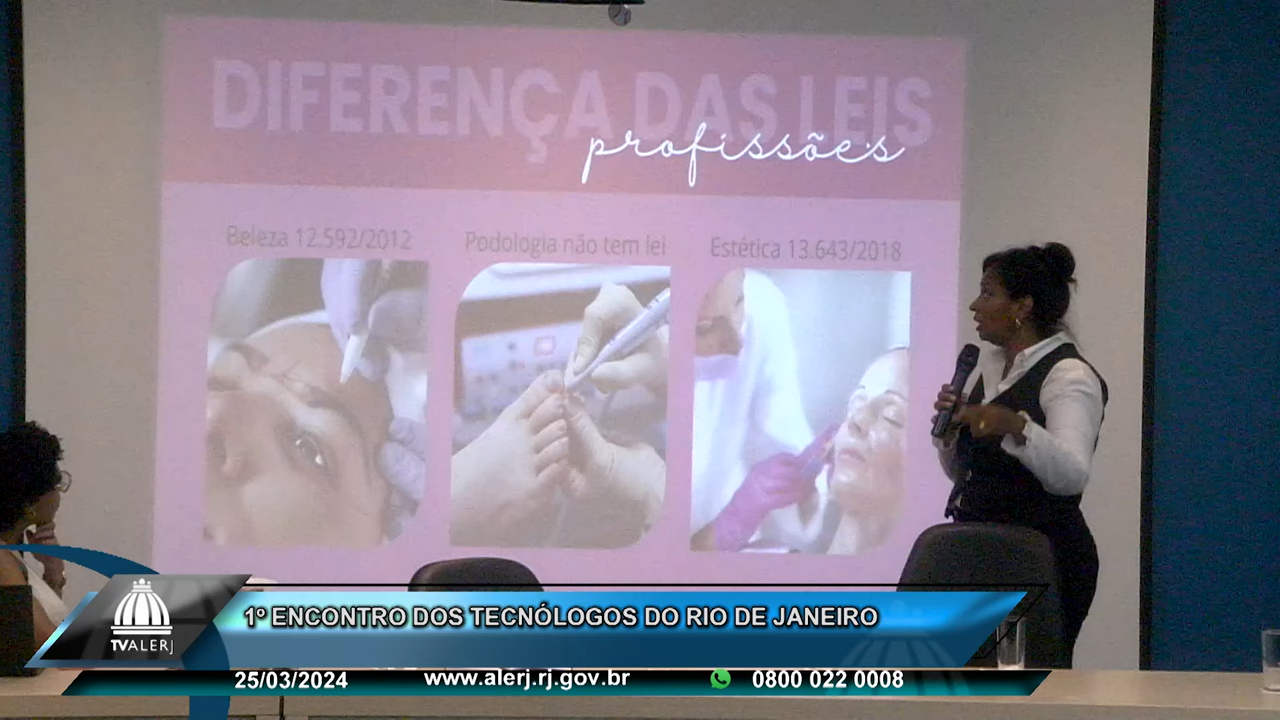 DIFERENÇA DAS LEIS
profissões
Beleza 12.592/2012
Podologia não tem lei
Estética 13.643/2018
1º ENCONTRO DOS TECNÓLOGOS DO RIO DE JANEIRO
TVALERJ
25/03/2024
www.alerj.rj.gov.br
0800 022 0008